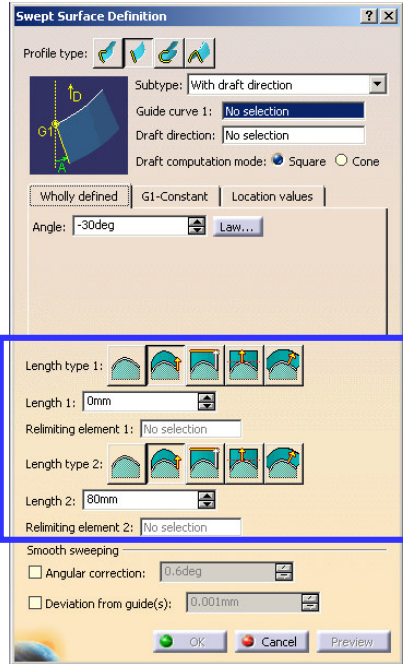 Swept Surface Definition
Profile type:
Subtype: With draft direction
Guide curve 1: No selection
Draft direction: No selection
Draft computation mode: Square Cone
D
G1
A
Wholly defined G1-Constant Location values
Angle: -30deg Law...
Length type 1:
Length 1: 0mm
Relimiting element 1: No selection
Length type 2:
Length 2: 80mm
Relimiting element 2: No selection
Smooth sweeping
Angular correction: 0.6deg
Deviation from guide(s): 0.001mm
OK Cancel Preview